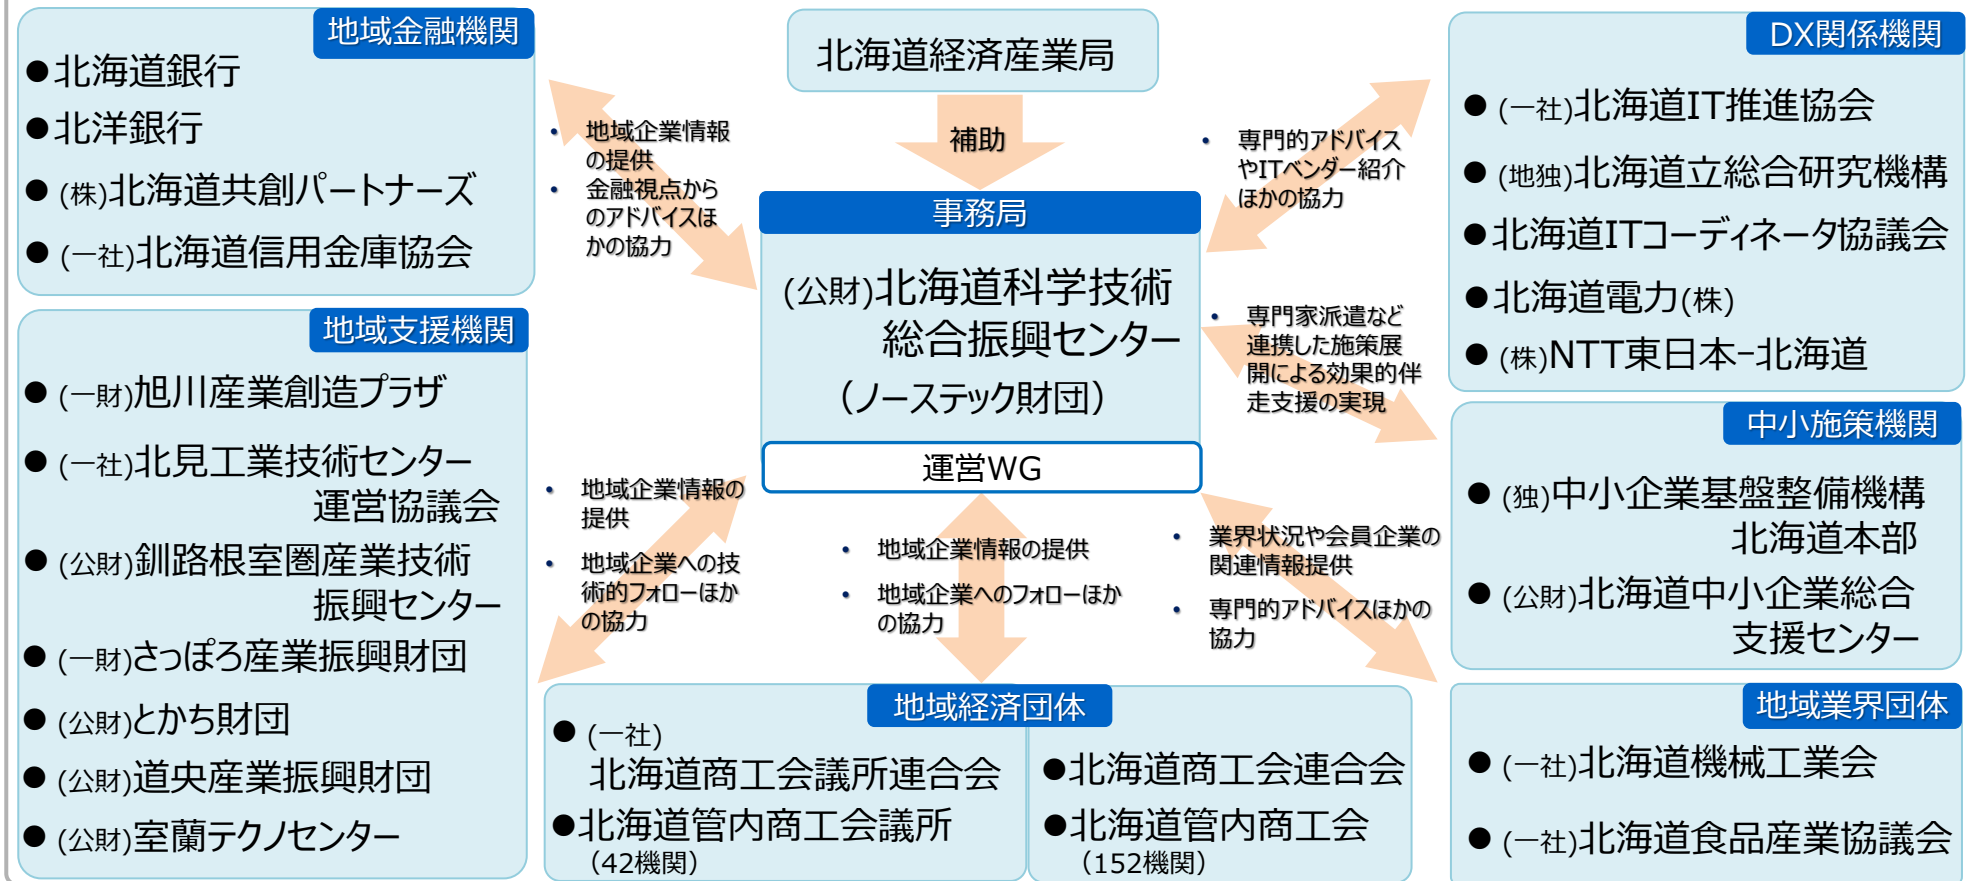 地域金融機関
●北海道銀行
●北洋銀行
●(株)北海道共創パートナーズ
●(一社)北海道信用金庫協会
地域支援機関
●(一財)旭川産業創造プラザ
●(一社)北見工業技術センター
運営協議会
●(公財)釧路根室圏産業技術
振興センター
●(一財)さっぽろ産業振興財団
●(公財)とかち財団
●(公財)道央産業振興財団
●(公財)室蘭テクノセンター
北海道経済産業局
補助
事務局
(公財)北海道科学技術
総合振興センター
（ノーステック財団）
運営WG
• 地域企業情報
の提供
• 金融視点から
のアドバイスほ
かの協力
• 地域企業情報の
提供
• 地域企業への技
術的フォローほか
の協力
• 地域企業情報の提供
• 地域企業へのフォローほか
の協力
• 専門的アドバイス
やITベンダー紹介
ほかの協力
• 専門家派遣など
連携した施策展
開による効果的伴
走支援の実現
• 業界状況や会員企業の
関連情報提供
• 専門的アドバイスほかの
協力
地域経済団体
●(一社)
北海道商工会議所連合会
●北海道管内商工会議所
（42機関）
●北海道商工会連合会
●北海道管内商工会
（152機関）
DX関係機関
●(一社)北海道IT推進協会
●(地独)北海道立総合研究機構
●北海道ITコーディネータ協議会
●北海道電力(株)
●(株)NTT東日本−北海道
中小施策機関
●(独)中小企業基盤整備機構
北海道本部
●(公財)北海道中小企業総合
支援センター
地域業界団体
●(一社)北海道機械工業会
●(一社)北海道食品産業協議会